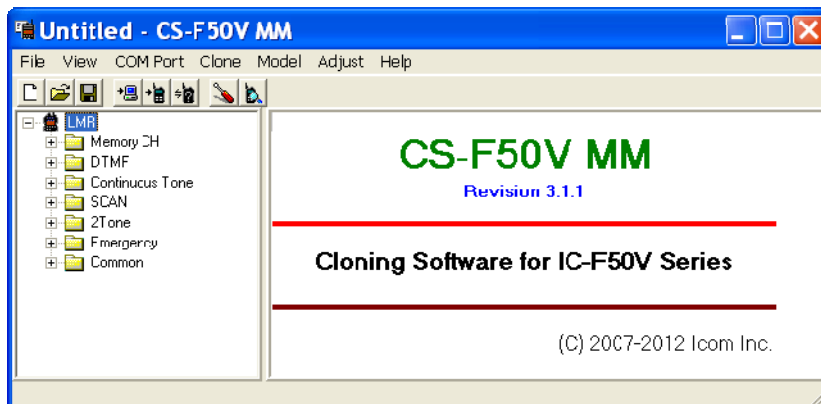 Untitled - CS-F50V MM
File View COM Port Clone Model Adjust Help
LMR
Memory CH
DTMF
Continuous Tone
SCAN
2Tone
Emergency
Common
CS-F50V MM
Revision 3.1.1
Cloning Software for IC-F50V Series
(C) 2007-2012 Icom Inc.